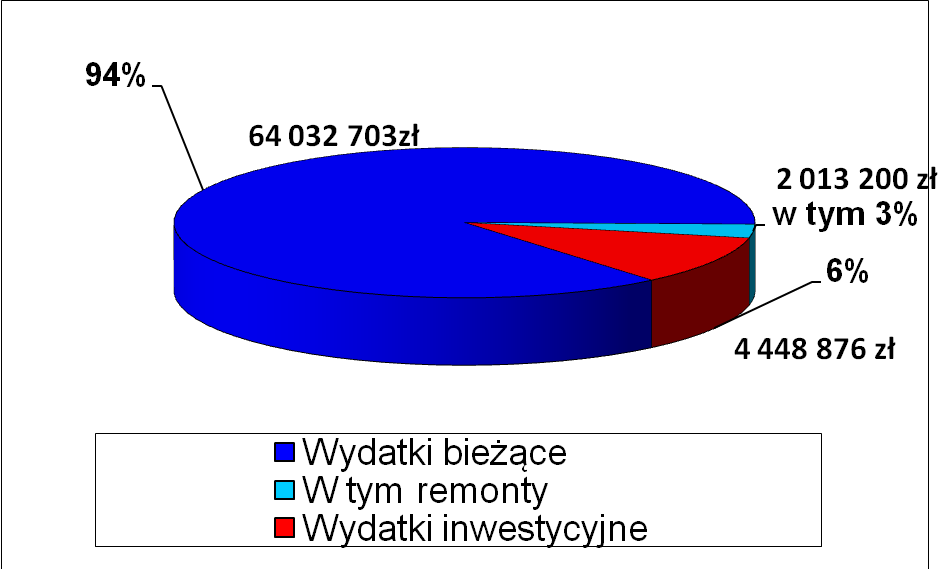 94%
64 032 703zł
2 013 200 zł
w tym 3%
6%
4 448 876 zł
Wydatki bieżące
W tym remonty
Wydatki inwestycyjne